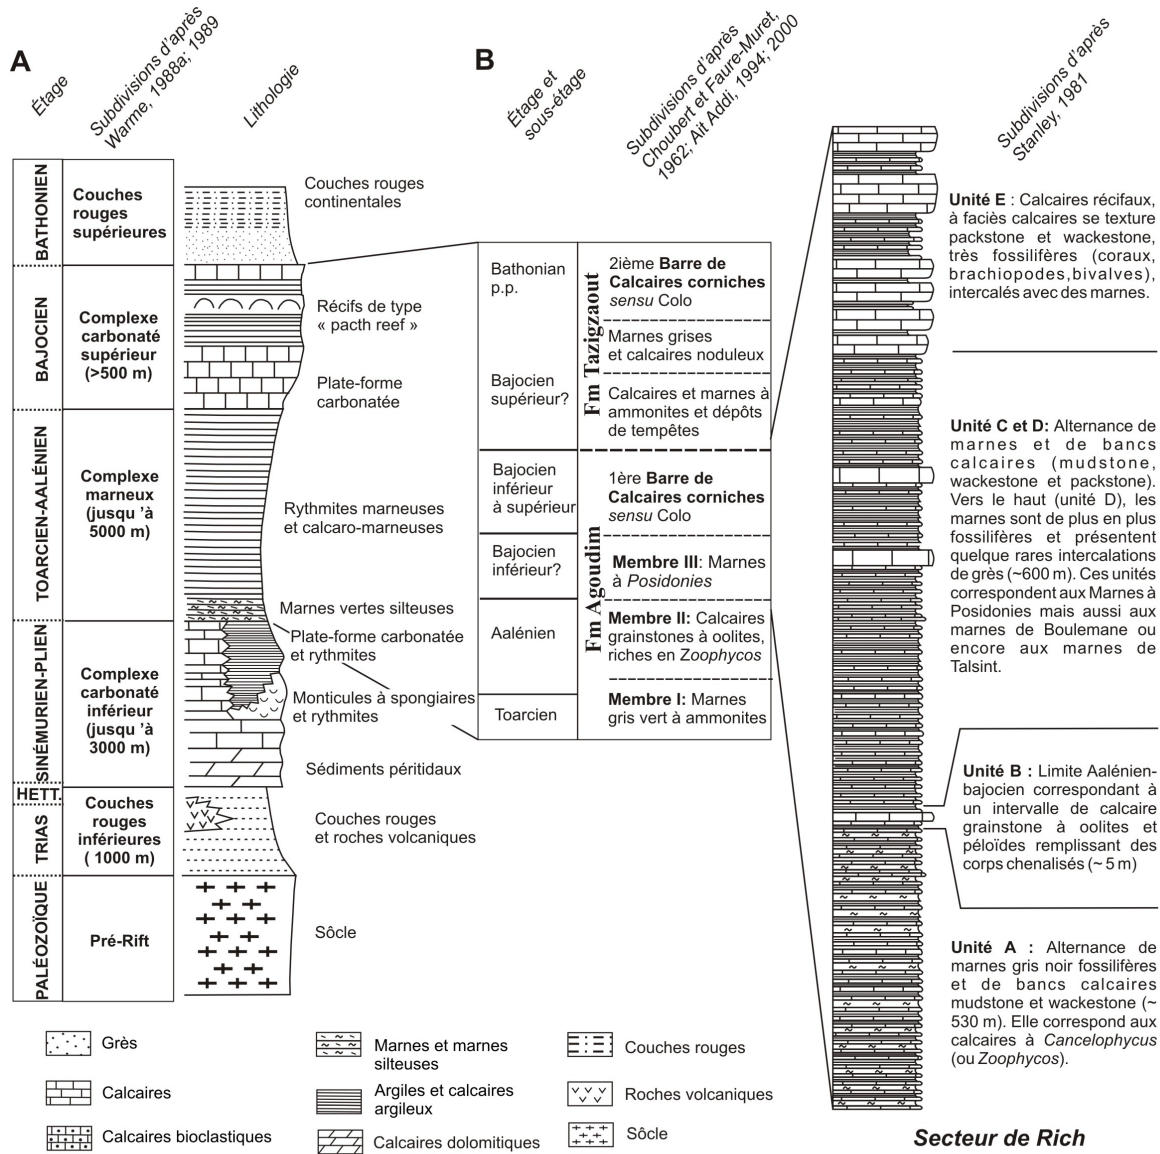 A
Étage
Subdivisions d'après
Warme, 1988a; 1989
Lithologie
B
Étage et
sous-étage
Subdivisions d'après
Choubert et Faure-Muret,
1962; Ait Addi, 1994; 2000
Subdivisions d'après
Stanley, 1981
BATHONIEN
Couches
rouges
supérieures
Couches rouges
continentales
BAJOCIEN
Complexe
carbonaté
supérieur
(>500 m)
Récifs de type
« pacth reef »
Plate-forme
carbonatée
TOARCIEN-AALÉNIEN
Complexe
marneux
(jusqu 'à
5000 m)
Rythmites marneuses
et calcaro-marneuses
Marnes vertes silteuses
SINÉMURIEN-PLIEN
Complexe
carbonaté
inférieur
(jusqu 'à
3000 m)
Plate-forme carbonatée
et rythmites
Monticules à spongiaires
et rythmites
Sédiments péritidaux
HETT.
TRIAS
Couches
rouges
inférieures
( 1000 m)
Couches rouges
et roches volcaniques
PALÉOZOÏQUE
Pré-Rift
Sôcle
Bathonian
p.p.
Bajocien
supérieur?
Fm Tazigzaout
2ième Barre de
Calcaires corniches
sensu Colo
Marnes grises
et calcaires noduleux
Calcaires et marnes à
ammonites et dépôts
de tempêtes
Bajocien
inférieur
à supérieur
Bajocien
inférieur?
Aalénien
Toarcien
Fm Agoudim
1ère Barre de
Calcaires corniches
sensu Colo
Membre III: Marnes
à Posidonies
Membre II: Calcaires
grainstones à oolites,
riches en Zoophycos
Membre I: Marnes
gris vert à ammonites
Unité E : Calcaires récifaux,
à faciès calcaires se texture
packstone et wackestone,
très fossilifères (coraux,
brachiopodes,bivalves),
intercalés avec des marnes.
Unité C et D: Alternance de
marnes et de bancs
calcaires (mudstone,
wackestone et packstone).
Vers le haut (unité D), les
marnes sont de plus en plus
fossilifères et présentent
quelque rares intercalations
de grès (~600 m). Ces unités
correspondent aux Marnes à
Posidonies mais aussi aux
marnes de Boulemane ou
encore aux marnes de
Talsint.
Unité B : Limite Aalénien-
bajocien correspondant à
un intervalle de calcaire
grainstone à oolites et
péloïdes remplissant des
corps chenalisés (~ 5 m)
Unité A : Alternance de
marnes gris noir fossilifères
et de bancs calcaires
mudstone et wackestone (~
530 m). Elle correspond aux
calcaires à Cancelophycus
(ou Zoophycos).
Secteur de Rich
Grès
Calcaires
Calcaires bioclastiques
Marnes et marnes
silteuses
Argiles et calcaires
argileux
Calcaires dolomitiques
Couches rouges
Roches volcaniques
Sôcle